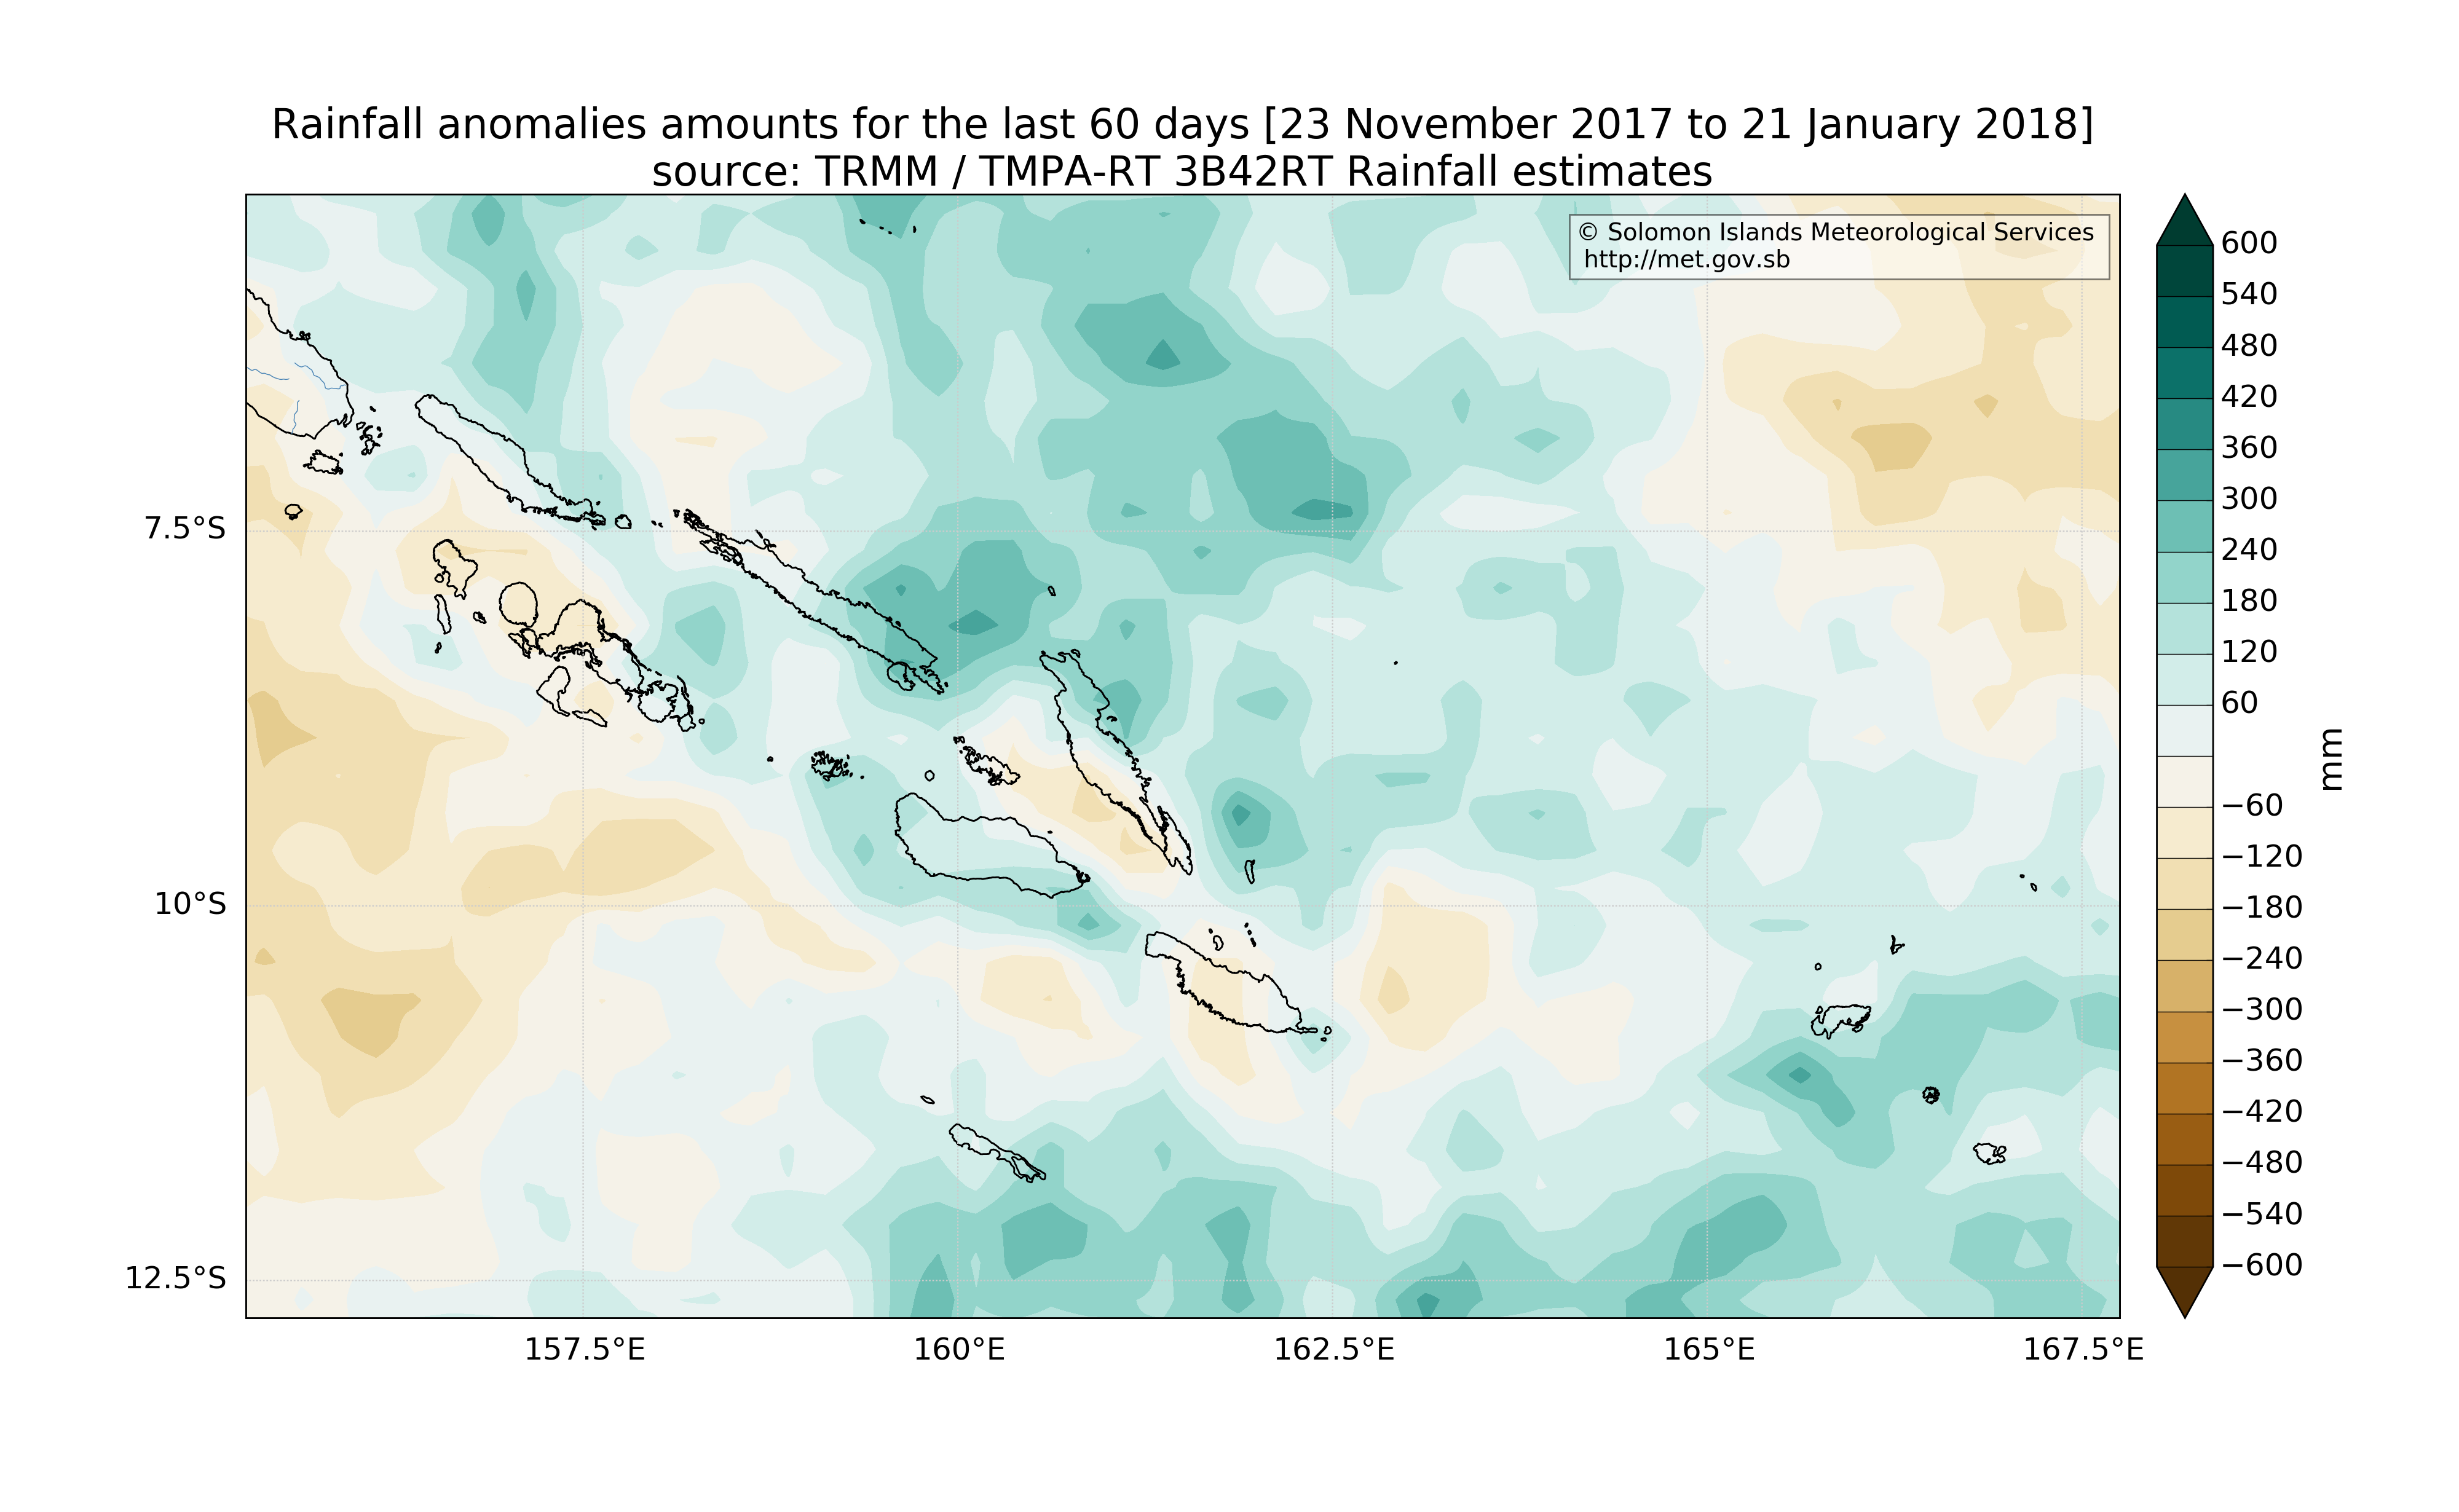 Rainfall anomalies amounts for the last 60 days [23 November 2017 to 21 January 2018]
source: TRMM / TMPA-RT 3B42RT Rainfall estimates
© Solomon Islands Meteorological Services
http://met.gov.sb
7.5°S
10°S
12.5°S
157.5°E
160°E
162.5°E
165°E
167.5°E
600
540
480
420
360
300
240
180
120
60
−60
−120
−180
−240
−300
−360
−420
−480
−540
−600
mm